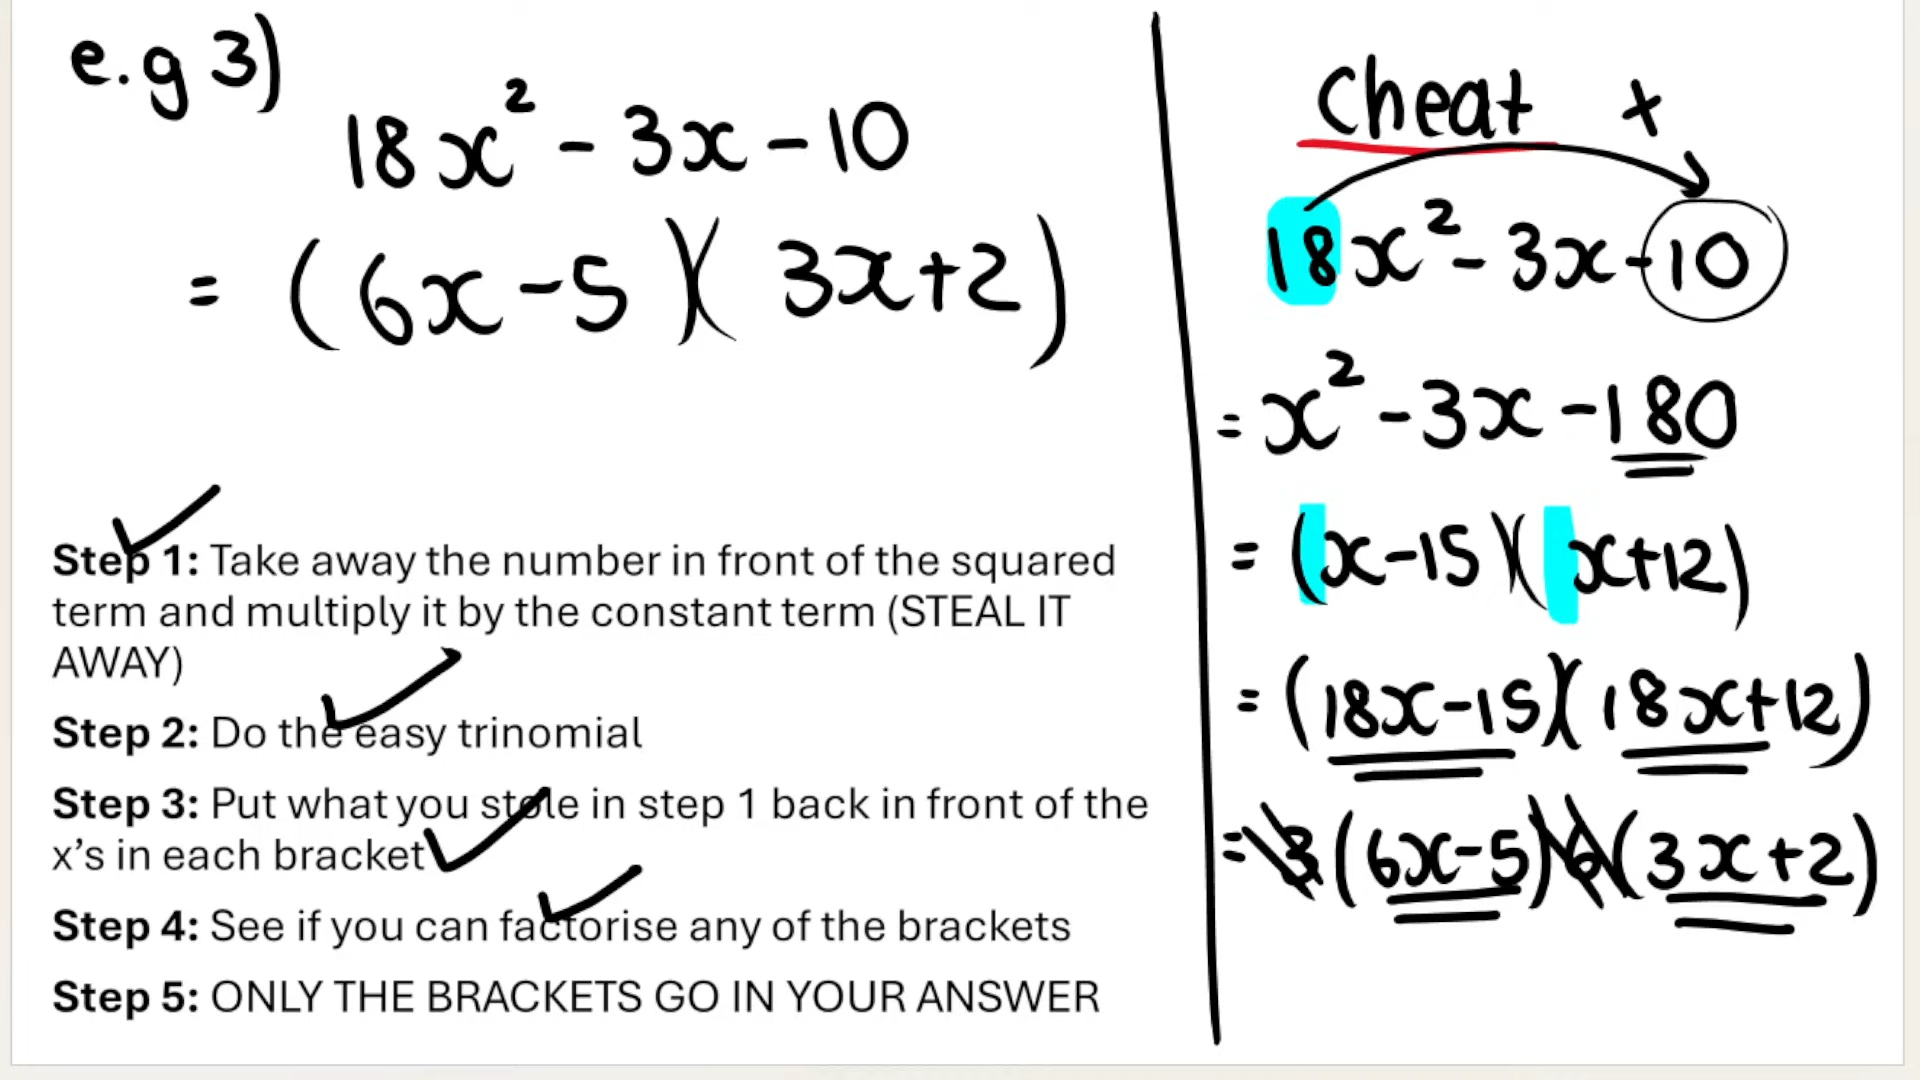 e.g 3)
18x² - 3x - 10
= (6x - 5)(3x + 2)
Step 1: Take away the number in front of the squared
term and multiply it by the constant term (STEAL IT
AWAY)
Step 2: Do the easy trinomial
Step 3: Put what you stole in step 1 back in front of the
x’s in each bracket
Step 4: See if you can factorise any of the brackets
Step 5: ONLY THE BRACKETS GO IN YOUR ANSWER
Cheat x
18x² - 3x - 10
= x² - 3x - 180
= (x - 15)(x + 12)
= (18x - 15)(18x + 12)
= 3(6x - 5)6(3x + 2)